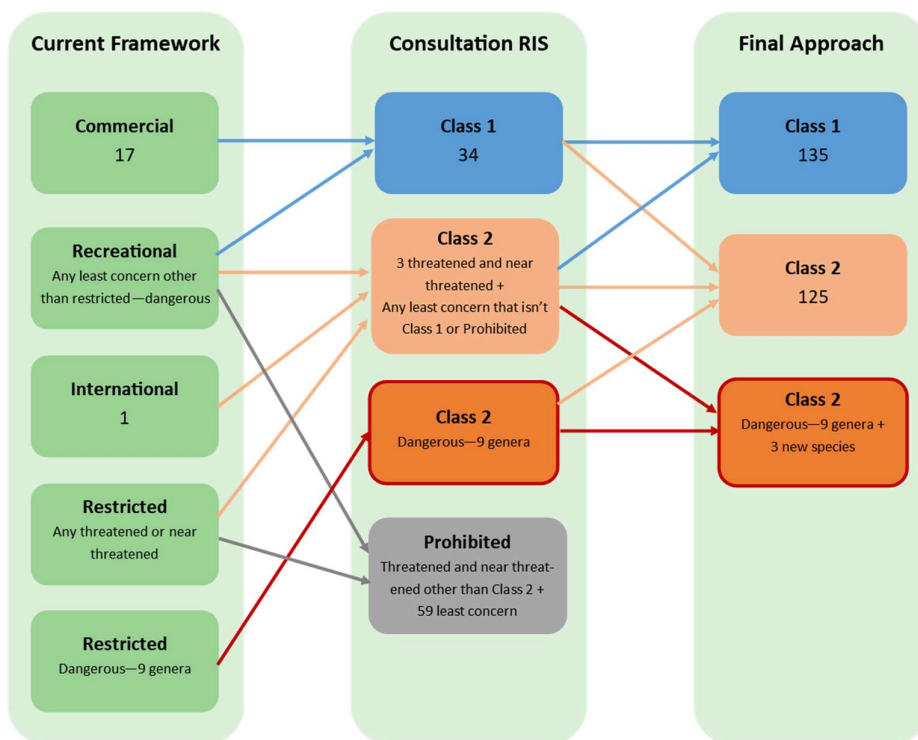 Current Framework
Commercial
17
Recreational
Any least concern other
than restricted—dangerous
International
1
Restricted
Any threatened or near
threatened
Restricted
Dangerous—9 genera
Consultation RIS
Class 1
34
Class 2
3 threatened and near
threatened +
Any least concern that isn't
Class 1 or Prohibited
Class 2
Dangerous—9 genera
Prohibited
Threatened and near threat-
ened other than Class 2 +
59 least concern
Final Approach
Class 1
135
Class 2
125
Class 2
Dangerous—9 genera +
3 new species